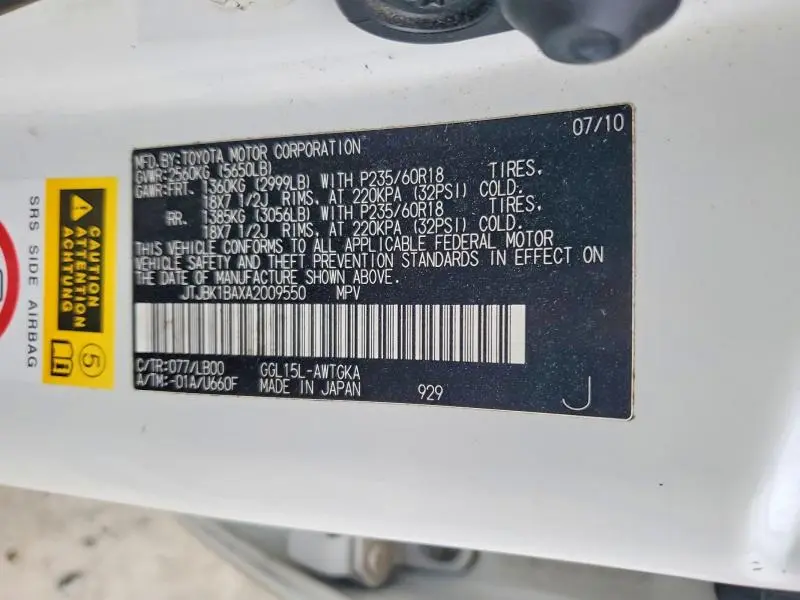 07/10
MFD.BY:TOYOTA MOTOR CORPORATION
GVWR:2560KG (5650LB)
GAWR:FRT. 1360KG (2999LB) WITH P235/60R18 TIRES.
18X7 1/2J RIMS. AT 220KPA (32PSI) COLD.
RR. 1385KG (3056LB) WITH P235/60R18 TIRES.
18X7 1/2J RIMS. AT 220KPA (32PSI) COLD.
THIS VEHICLE CONFORMS TO ALL APPLICABLE FEDERAL MOTOR
VEHICLE SAFETY AND THEFT PREVENTION STANDARDS IN EFFECT ON
THE DATE OF MANUFACTURE SHOWN ABOVE.
JTJBK1BAXA2009550 MPV
C/TR:077/LB00 GGL15L-AWTGKA
A/TM:-01A/U660F MADE IN JAPAN 929
J
CAUTION
ATTENTION
ACHTUNG
5
SRS SIDE AIRBAG